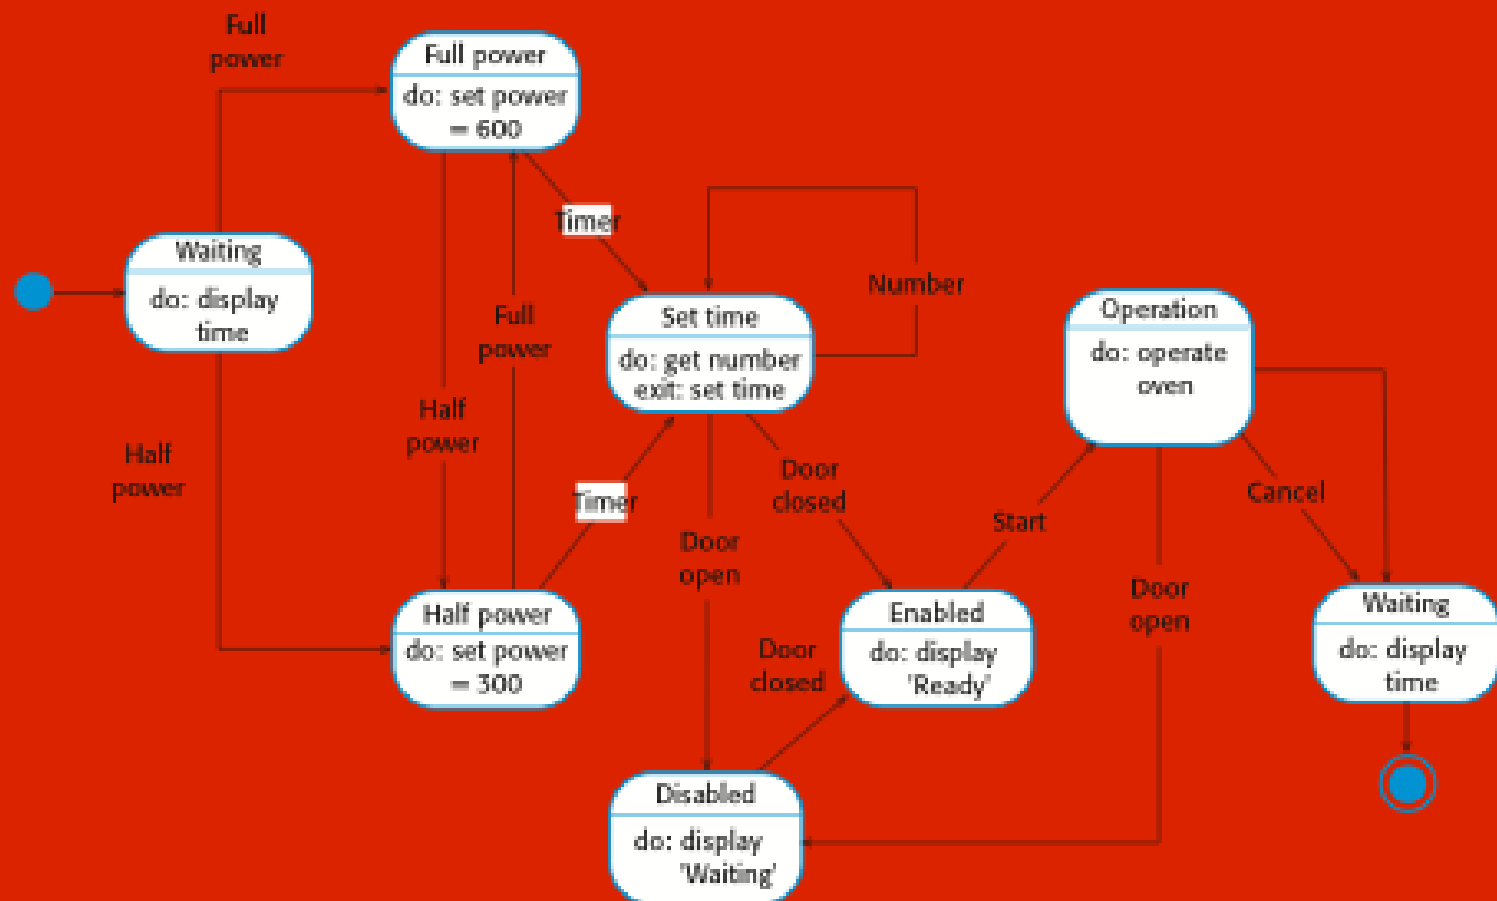 Full
power
Full power
do: set power
= 600
Timer
Waiting
do: display
time
Number
Full
power
Set time
do: get number
exit: set time
Operation
do: operate
oven
Half
power
Half
power
Timer
Door
closed
Door
open
Start
Cancel
Half power
do: set power
= 300
Enabled
do: display
'Ready'
Door
open
Waiting
do: display
time
Door
closed
Disabled
do: display
'Waiting'